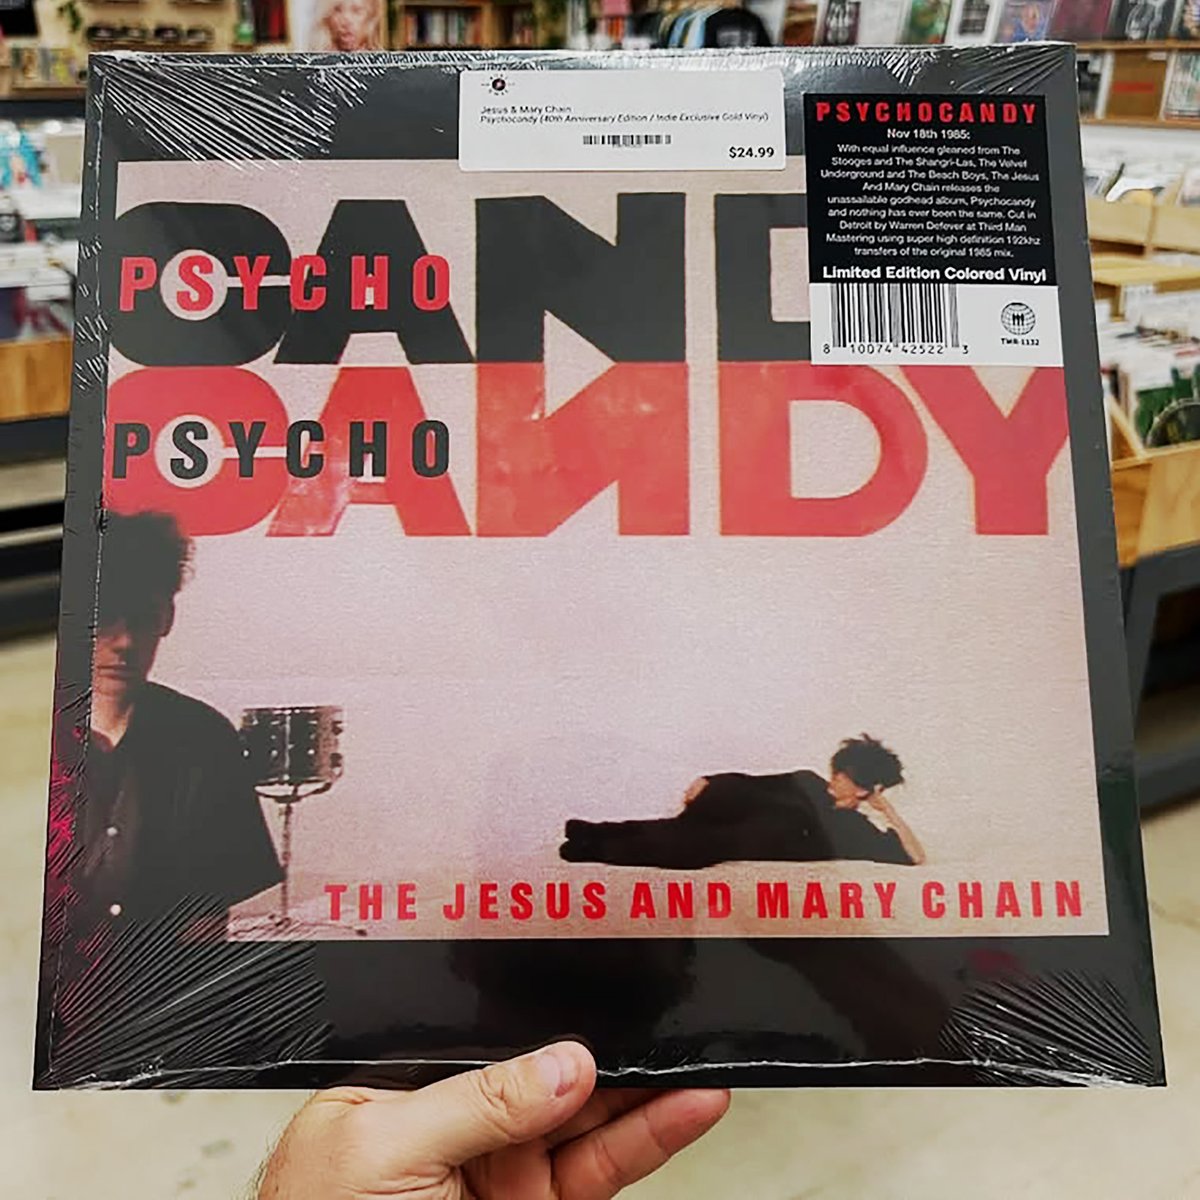 Jesus & Mary Chain
Psychocandy (40th Anniversary Edition / Indie Exclusive Gold Vinyl)
$24.99
PSYCHOCANDY
Nov 18th 1985:
With equal influence gleaned from The
Stooges and The Shangri-Las, The Velvet
Underground and The Beach Boys, The Jesus
And Mary Chain releases the
unassailable godhead album, Psychocandy
and nothing has ever been the same. Cut in
Detroit by Warren Defever at Third Man
Mastering using super high definition 192khz
transfers of the original 1985 mix.
Limited Edition Colored Vinyl
8 10074 42522 3
TMR-1132
CAND
PSYCHO
CANDY
PSYCHO
THE JESUS AND MARY CHAIN